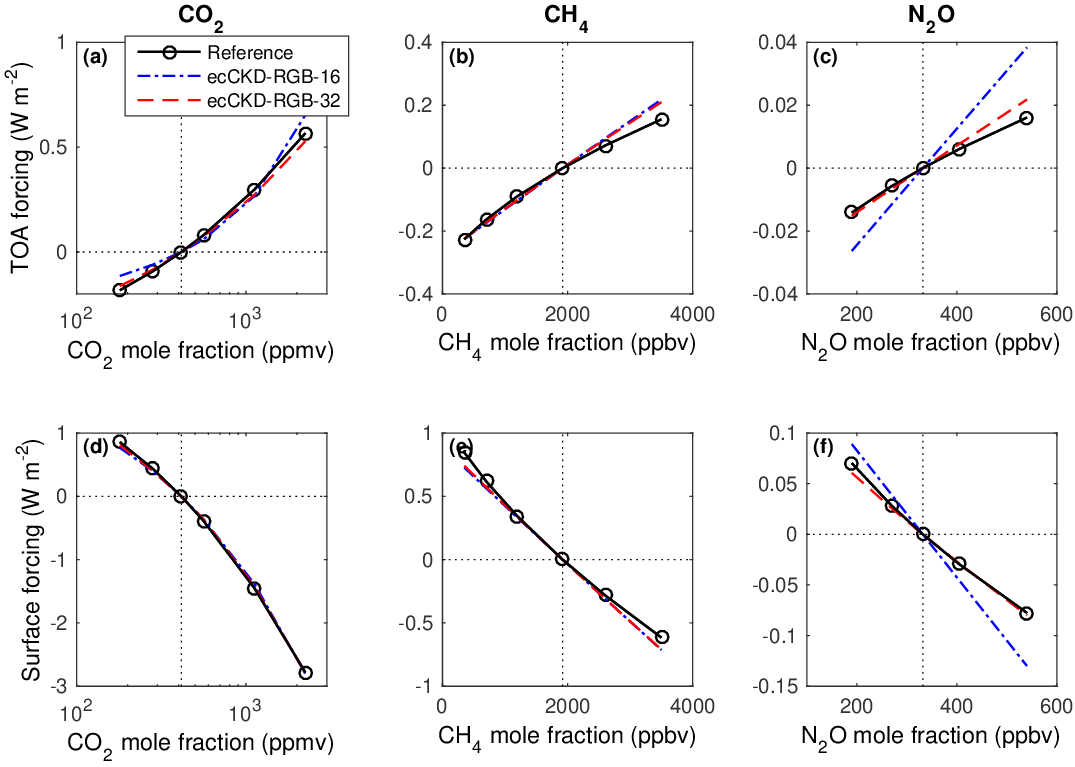 CO2
CH4
N2O
(a)
Reference
ecCKD-RGB-16
ecCKD-RGB-32
TOA forcing (W m-2)
1
0.5
0
10^2
10^3
CO2 mole fraction (ppmv)
(b)
0.4
0.2
0
-0.2
-0.4
0
2000
4000
CH4 mole fraction (ppbv)
(c)
0.04
0.02
0
-0.02
-0.04
200
400
600
N2O mole fraction (ppbv)
(d)
Surface forcing (W m-2)
1
0
-1
-2
-3
10^2
10^3
CO2 mole fraction (ppmv)
1
0.5
0
-0.5
-1
0
2000
4000
CH4 mole fraction (ppbv)
(f)
0.1
0.05
0
-0.05
-0.1
-0.15
200
400
600
N2O mole fraction (ppbv)